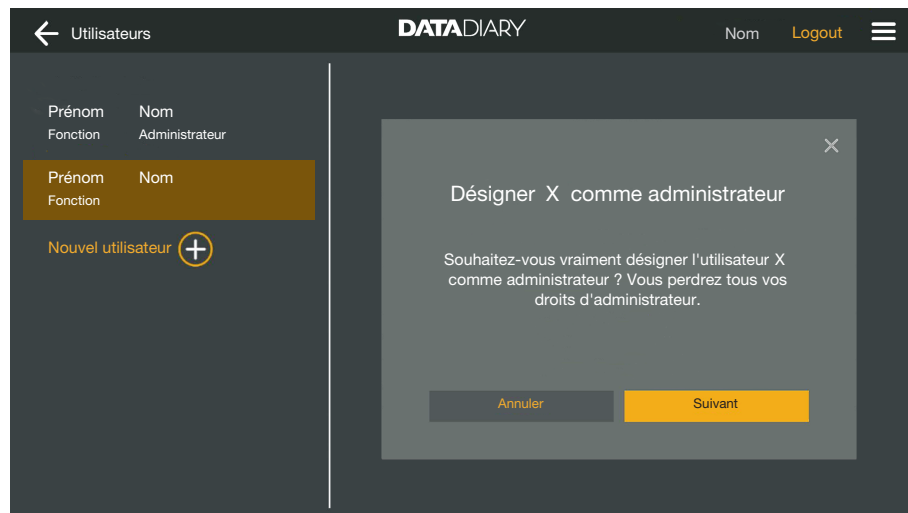 Utilisateurs
DATADIARY
Nom
Logout
Prénom Nom
Fonction Administrateur
Prénom Nom
Fonction
Nouvel utilisateur
Désigner X comme administrateur
Souhaitez-vous vraiment désigner l'utilisateur X
comme administrateur ? Vous perdrez tous vos
droits d'administrateur.
Annuler
Suivant